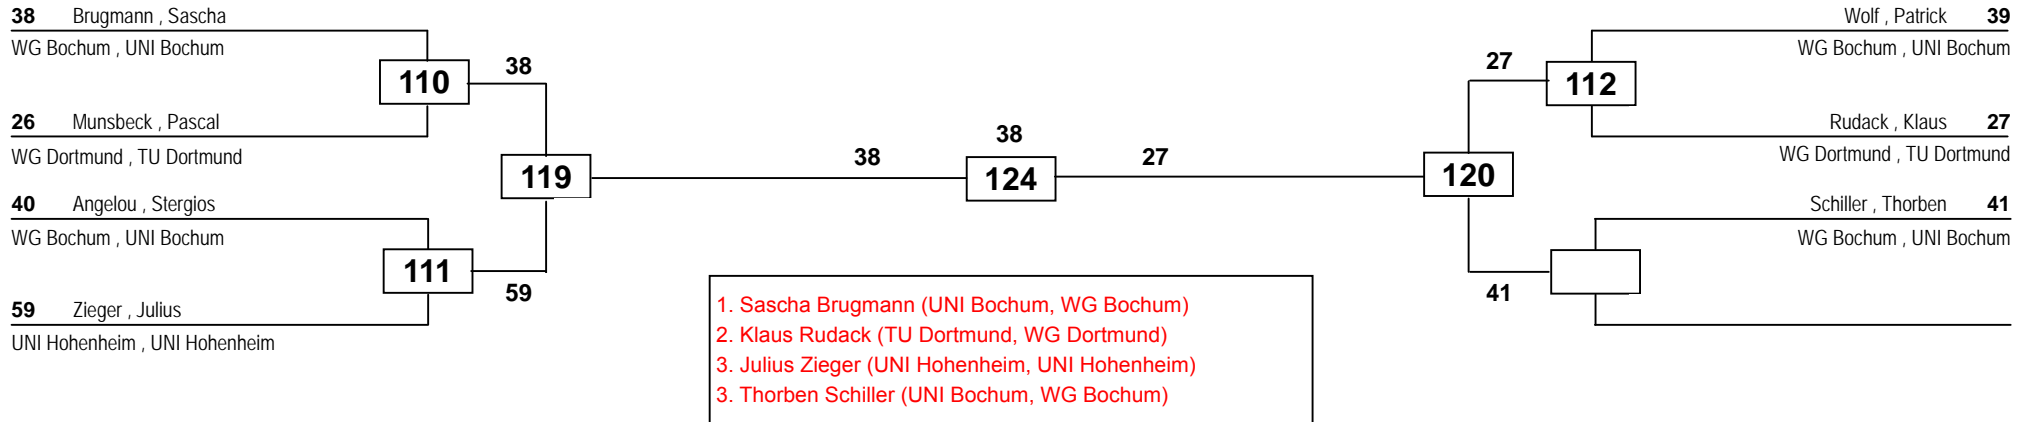 38 Brugmann , Sascha
WG Bochum , UNI Bochum
110
38
26 Munsbeck , Pascal
WG Dortmund , TU Dortmund
119
40 Angelou , Stergios
WG Bochum , UNI Bochum
111
59
59 Zieger , Julius
UNI Hohenheim , UNI Hohenheim
38
38
124
27
Wolf , Patrick 39
WG Bochum , UNI Bochum
27
112
Rudack , Klaus 27
WG Dortmund , TU Dortmund
120
Schiller , Thorben 41
WG Bochum , UNI Bochum
41
1. Sascha Brugmann (UNI Bochum, WG Bochum)
2. Klaus Rudack (TU Dortmund, WG Dortmund)
3. Julius Zieger (UNI Hohenheim, UNI Hohenheim)
3. Thorben Schiller (UNI Bochum, WG Bochum)